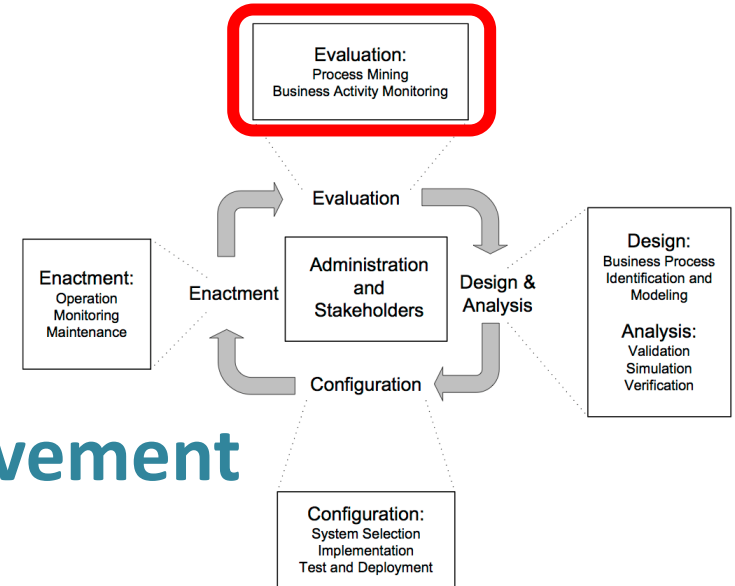 Evaluation:
Process Mining
Business Activity Monitoring
Evaluation
Enactment:
Operation
Monitoring
Maintenance
Enactment
Administration
and
Stakeholders
Design &
Analysis
Design:
Business Process
Identification and
Modeling
Analysis:
Validation
Simulation
Verification
Configuration
vement
Configuration:
System Selection
Implementation
Test and Deployment